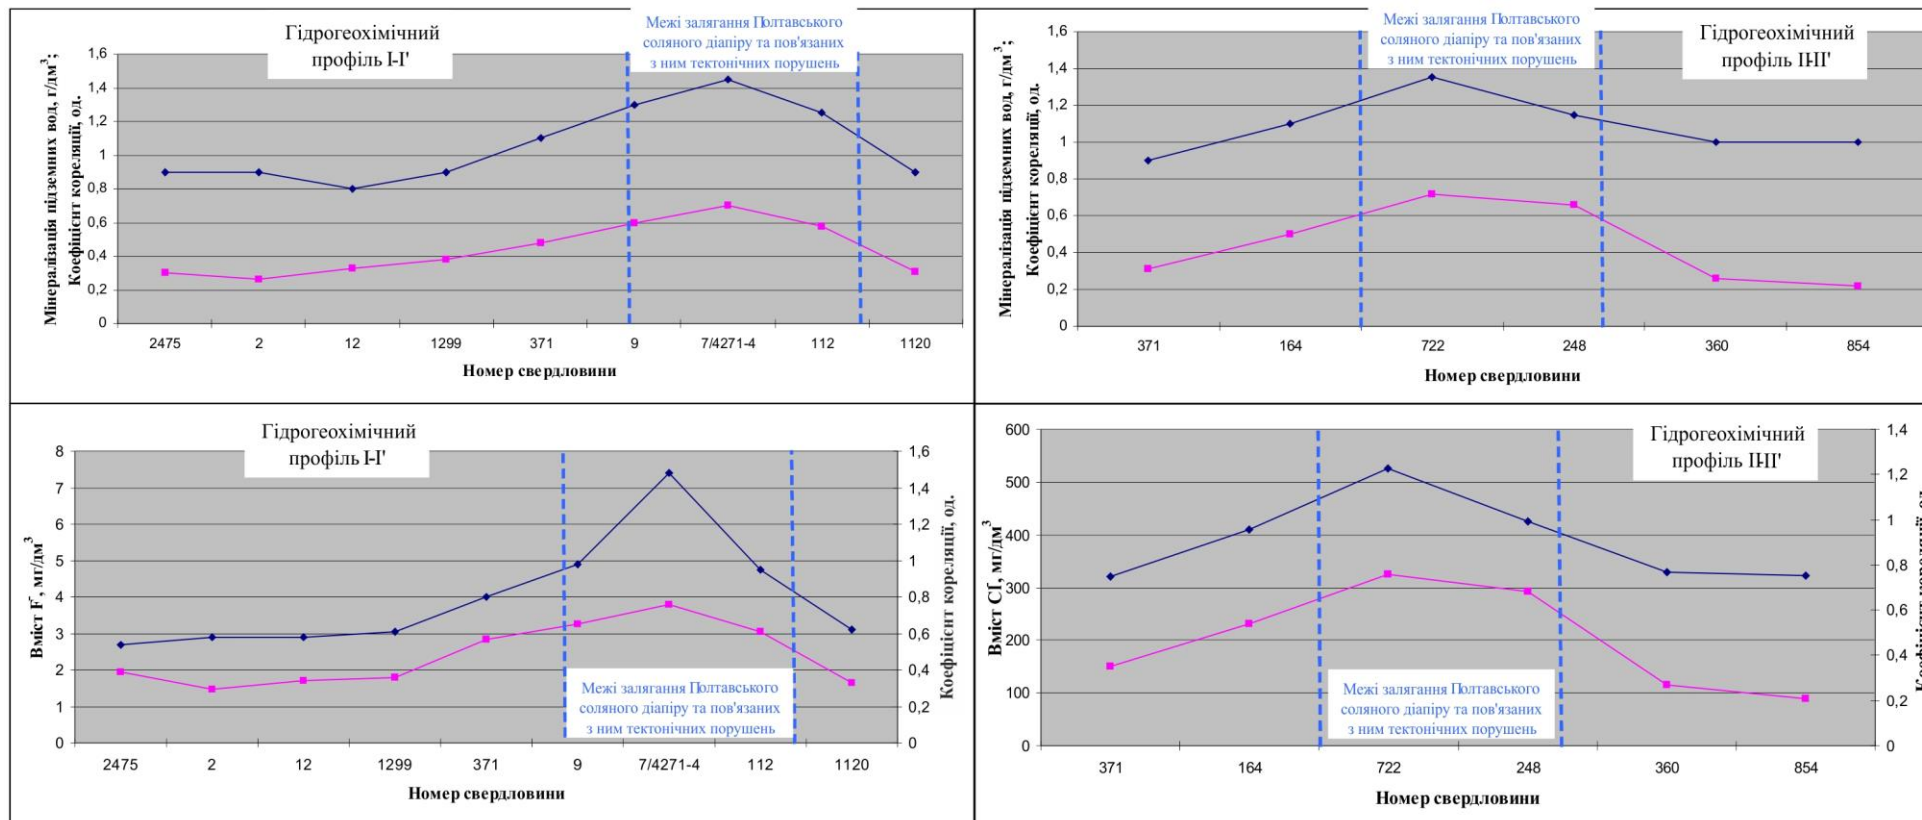 Гідрогеохімічний
профіль I-I'
Межі залягання Полтавського
соляного діапіру та пов'язаних
з ним тектонічних порушень
Мінералізація підземних вод, г/дм³;
Коефіцієнт кореляції, од.
1,6
1,4
1,2
1
0,8
0,6
0,4
0,2
0
2475 2 12 1299 371 9 7/4271-4 112 1120
Номер свердловини
Межі залягання Полтавського
соляного діапіру та пов'язаних
з ним тектонічних порушень
Гідрогеохімічний
профіль II-II'
Мінералізація підземних вод, г/дм³;
Коефіцієнт кореляції, од.
1,6
1,4
1,2
1
0,8
0,6
0,4
0,2
0
371 164 722 248 360 854
Номер свердловини
Гідрогеохімічний
профіль I-I'
Вміст F⁻, мг/дм³
8
7
6
5
4
3
2
1
0
1,6
1,4
1,2
1
0,8
0,6
0,4
0,2
0
Коефіцієнт кореляції, од.
Межі залягання Полтавського
соляного діапіру та пов'язаних
з ним тектонічних порушень
2475 2 12 1299 371 9 7/4271-4 112 1120
Номер свердловини
Гідрогеохімічний
профіль II-II'
Вміст Cl⁻, мг/дм³
600
500
400
300
200
100
0
1,4
1,2
1
0,8
0,6
0,4
0,2
0
Коефіцієнт кореляції, од.
Межі залягання Полтавського
соляного діапіру та пов'язаних
з ним тектонічних порушень
371 164 722 248 360 854
Номер свердловини